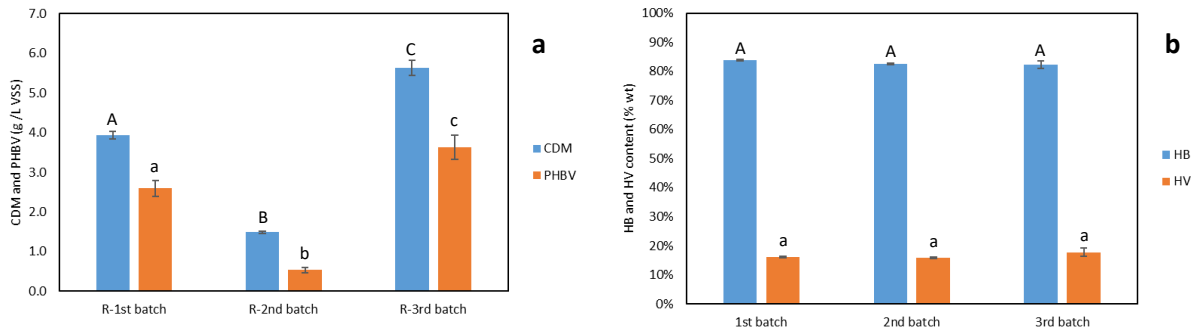 CDM and PHBV (g /L VSS)
7.0
6.0
5.0
4.0
3.0
2.0
1.0
0.0
A
a
B
b
C
c
R-1st batch
R-2nd batch
R-3rd batch
a
CDM
PHBV
HB and HV content (% wt)
100%
90%
80%
70%
60%
50%
40%
30%
20%
10%
0%
A
a
A
a
A
a
1st batch
2nd batch
3rd batch
b
HB
HV